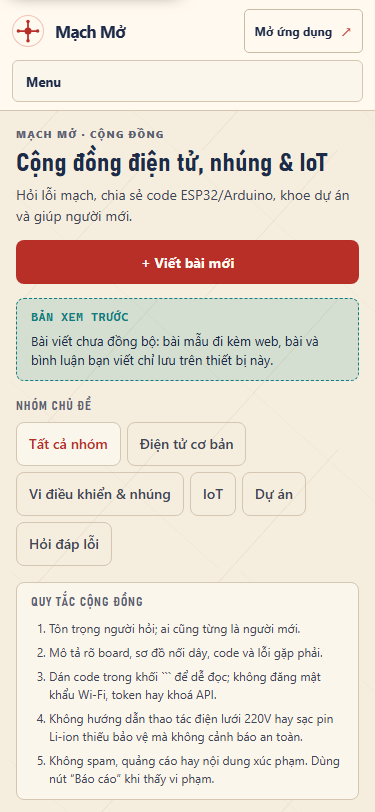 Mạch Mở
Mở ứng dụng ↗
Menu
MẠCH MỞ · CỘNG ĐỒNG
Cộng đồng điện tử, nhúng & IoT
Hỏi lỗi mạch, chia sẻ code ESP32/Arduino, khoe dự án
và giúp người mới.
+ Viết bài mới
BẢN XEM TRƯỚC
Bài viết chưa đồng bộ: bài mẫu đi kèm web, bài và
bình luận bạn viết chỉ lưu trên thiết bị này.
NHÓM CHỦ ĐỀ
Tất cả nhóm
Điện tử cơ bản
Vi điều khiển & nhúng
IoT
Dự án
Hỏi đáp lỗi
QUY TẮC CỘNG ĐỒNG
1. Tôn trọng người hỏi; ai cũng từng là người mới.
2. Mô tả rõ board, sơ đồ nối dây, code và lỗi gặp phải.
3. Dán code trong khối ``` để dễ đọc; không đăng mật
khẩu Wi-Fi, token hay khoá API.
4. Không hướng dẫn thao tác điện lưới 220V hay sạc pin
Li-ion thiếu bảo vệ mà không cảnh báo an toàn.
5. Không spam, quảng cáo hay nội dung xúc phạm. Dùng
nút “Báo cáo” khi thấy vi phạm.